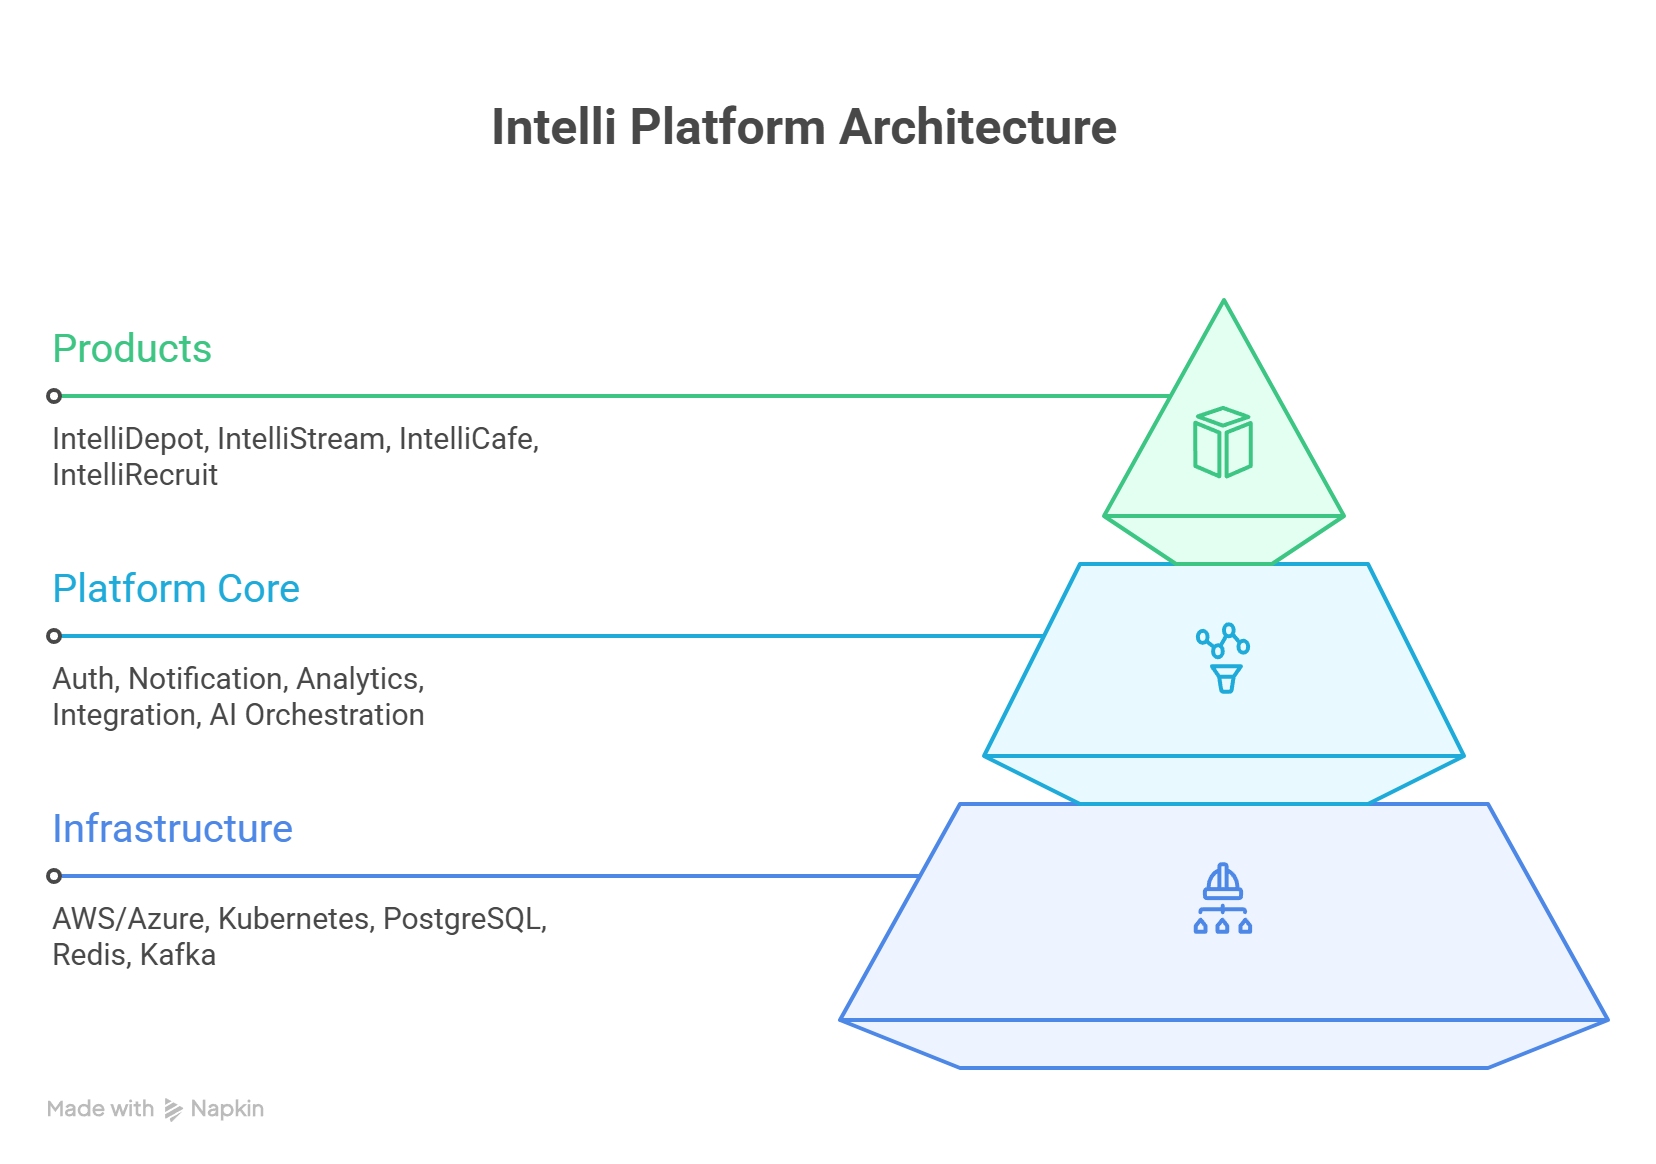 Intelli Platform Architecture
Products
IntelliDepot, IntelliStream, IntelliCafe,
IntelliRecruit
Platform Core
Auth, Notification, Analytics,
Integration, AI Orchestration
Infrastructure
AWS/Azure, Kubernetes, PostgreSQL,
Redis, Kafka
Made with Napkin